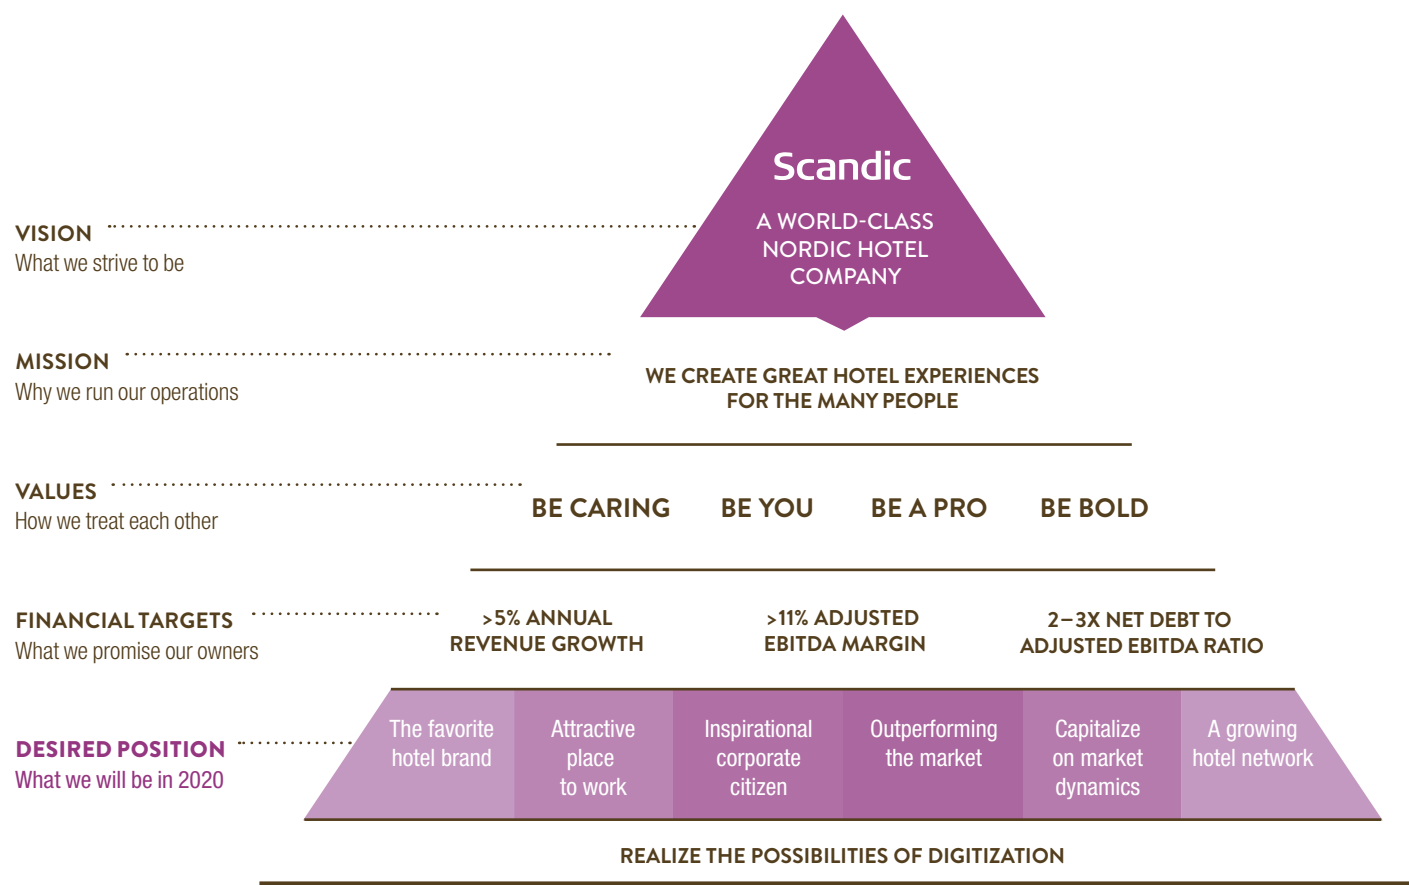 Scandic
A WORLD-CLASS
NORDIC HOTEL
COMPANY
VISION
What we strive to be
MISSION
Why we run our operations
WE CREATE GREAT HOTEL EXPERIENCES
FOR THE MANY PEOPLE
VALUES
How we treat each other
BE CARING
BE YOU
BE A PRO
BE BOLD
FINANCIAL TARGETS
What we promise our owners
>5% ANNUAL
REVENUE GROWTH
>11% ADJUSTED
EBITDA MARGIN
2–3X NET DEBT TO
ADJUSTED EBITDA RATIO
DESIRED POSITION
What we will be in 2020
The favorite
hotel brand
Attractive
place
to work
Inspirational
corporate
citizen
Outperforming
the market
Capitalize
on market
dynamics
A growing
hotel network
REALIZE THE POSSIBILITIES OF DIGITIZATION